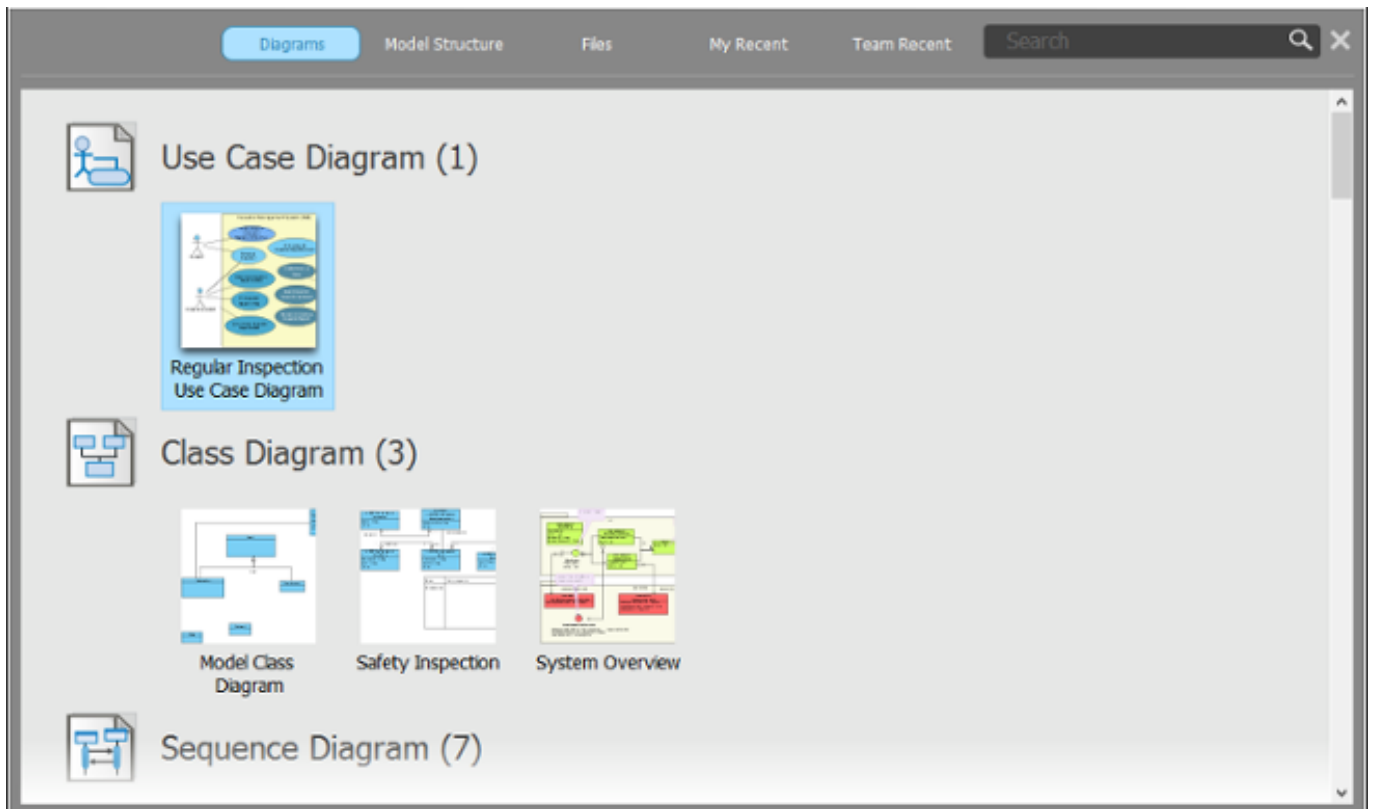 Diagrams Model Structure Files My Recent Team Recent Search
Use Case Diagram (1)
Regular Inspection
Use Case Diagram
Class Diagram (3)
Model Class
Diagram
Safety Inspection
System Overview
Sequence Diagram (7)